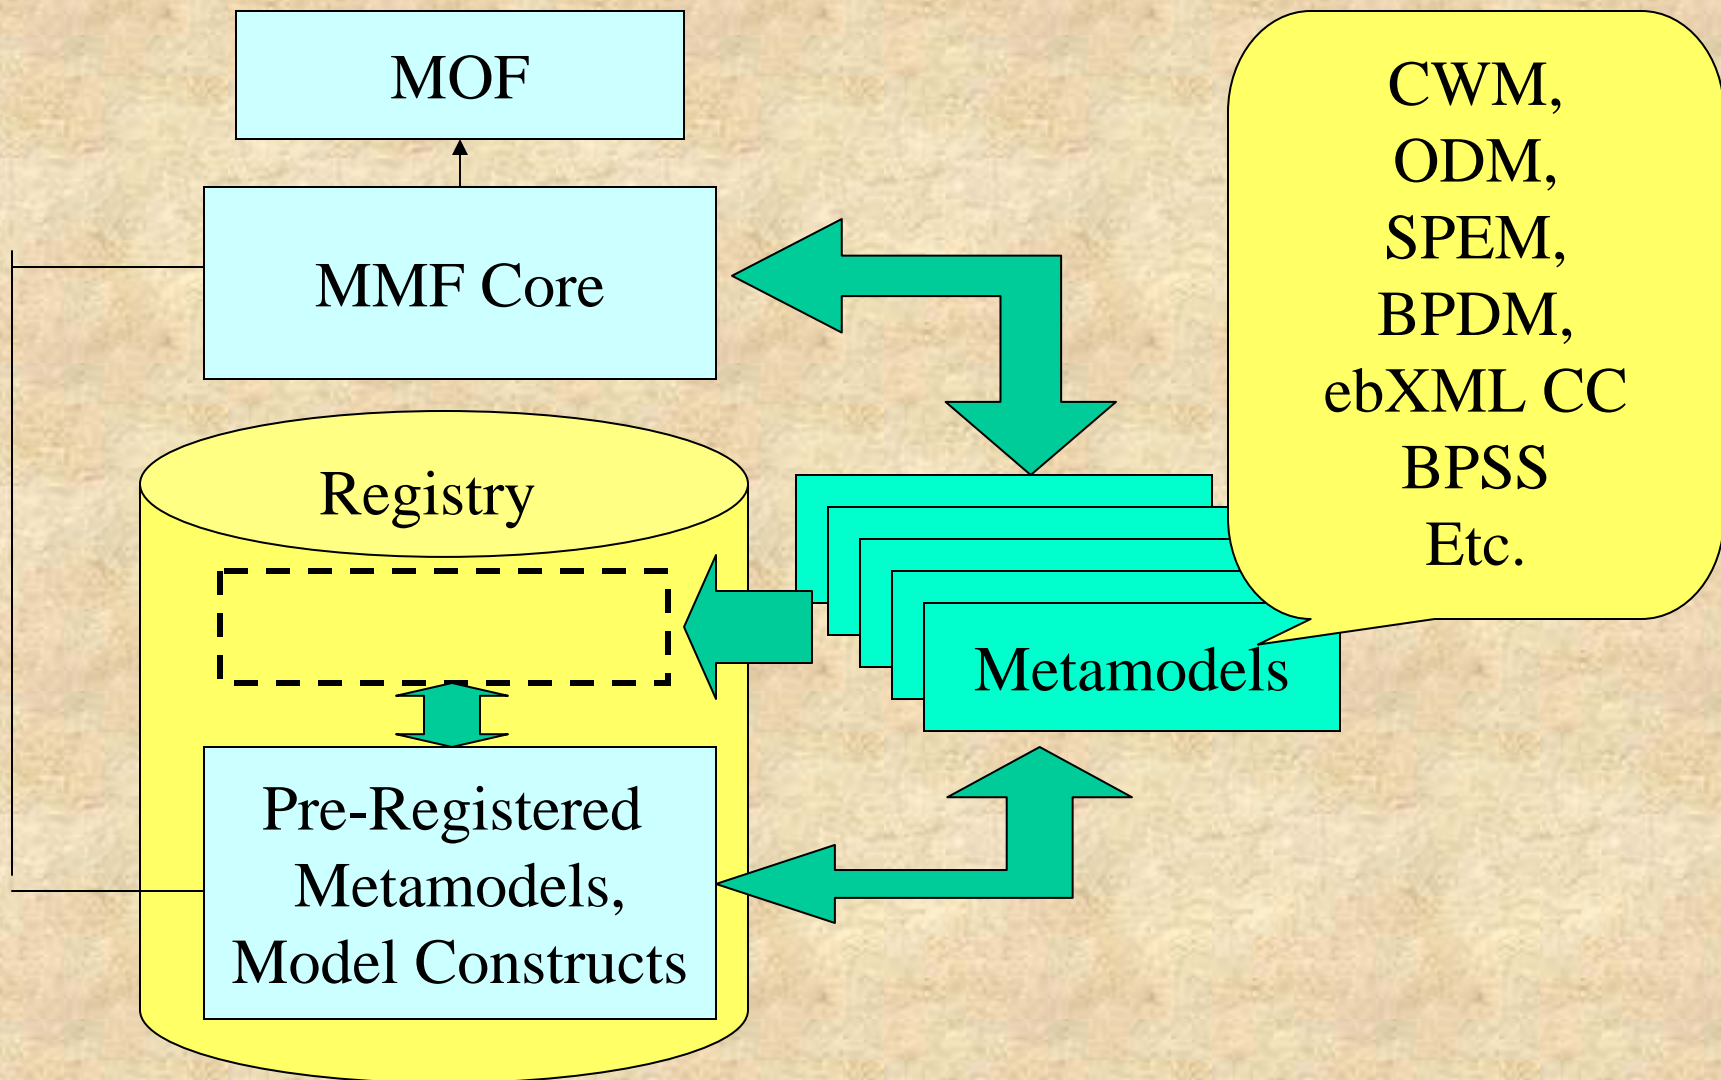 MOF
MMF Core
CWM,
ODM,
SPEM,
BPDM,
ebXML CC
BPSS
Etc.
Registry
Metamodels
Pre-Registered
Metamodels,
Model Constructs